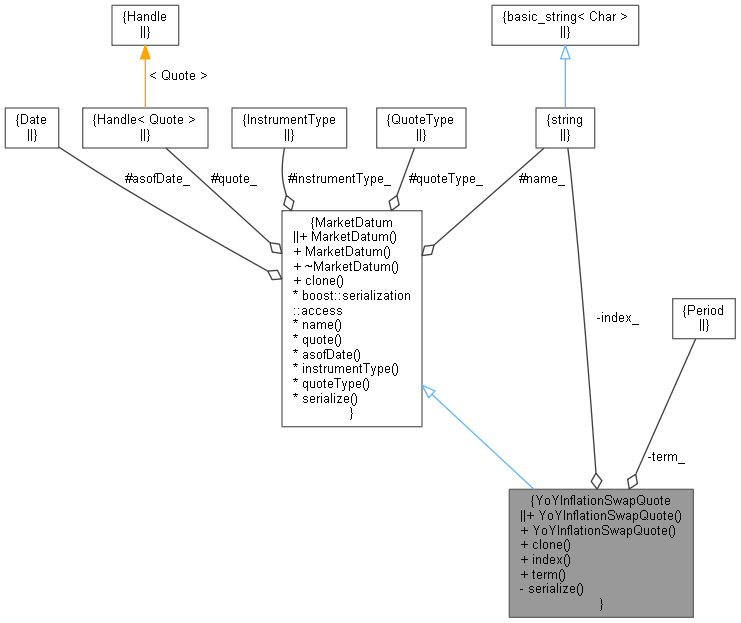 {Handle
||}
{basic_string< Char >
||}
< Quote >
{Date
||}
{Handle< Quote >
||}
{InstrumentType
||}
{QuoteType
||}
{string
||}
#asofDate_
#quote_
#instrumentType_
#quoteType_
#name_
{MarketDatum
||+ MarketDatum()
+ MarketDatum()
+ ~MarketDatum()
+ clone()
* boost::serialization
::access
* name()
* quote()
* asofDate()
* instrumentType()
* quoteType()
* serialize()
}
-index_
{Period
||}
-term_
{YoYInflationSwapQuote
||+ YoYInflationSwapQuote()
+ YoYInflationSwapQuote()
+ clone()
+ index()
+ term()
- serialize()
}